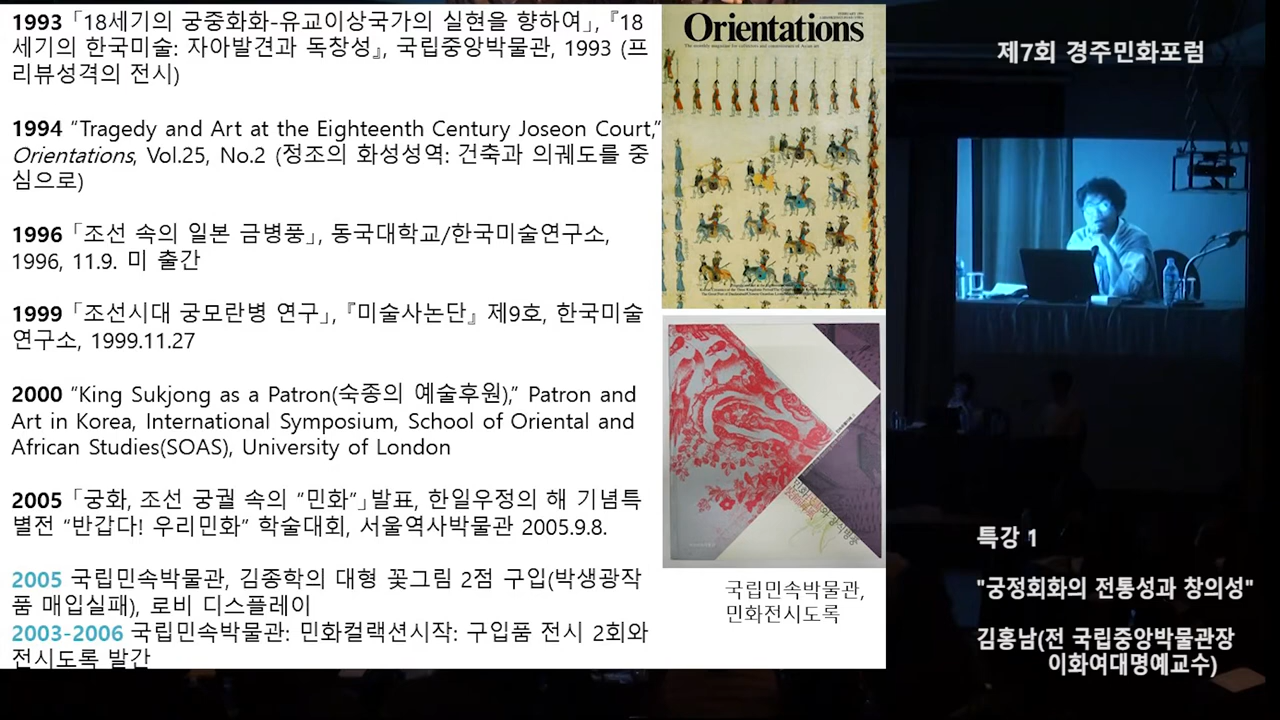 1993 「18세기의 궁중화화-유교이상국가의 실현을 향하여」, 『18
세기의 한국미술: 자아발견과 독창성』, 국립중앙박물관, 1993 (프
리뷰성격의 전시)
1994 “Tragedy and Art at the Eighteenth Century Joseon Court,”
Orientations, Vol.25, No.2 (정조의 화성성역: 건축과 의궤도를 중
심으로)
1996 「조선 속의 일본 금병풍」, 동국대학교/한국미술연구소,
1996, 11.9. 미 출간
1999 「조선시대 궁모란병 연구」, 『미술사논단』 제9호, 한국미술
연구소, 1999.11.27
2000 “King Sukjong as a Patron(숙종의 예술후원),” Patron and
Art in Korea, International Symposium, School of Oriental and
African Studies(SOAS), University of London
2005 「궁화, 조선 궁궐 속의 “민화”」발표, 한일우정의 해 기념특
별전 “반갑다! 우리민화” 학술대회, 서울역사박물관 2005.9.8.
2005 국립민속박물관, 김종학의 대형 꽃그림 2점 구입(박생광작
품 매입실패), 로비 디스플레이
2003-2006 국립민속박물관: 민화컬랙션시작: 구입품 전시 2회와
전시도록 발간
Orientations
The monthly magazine for collectors and connoisseurs of Asian art
국립민속박물관,
민화전시도록
제7회 경주민화포럼
특강 1
"궁정회화의 전통성과 창의성"
김홍남(전 국립중앙박물관장
이화여대명예교수)